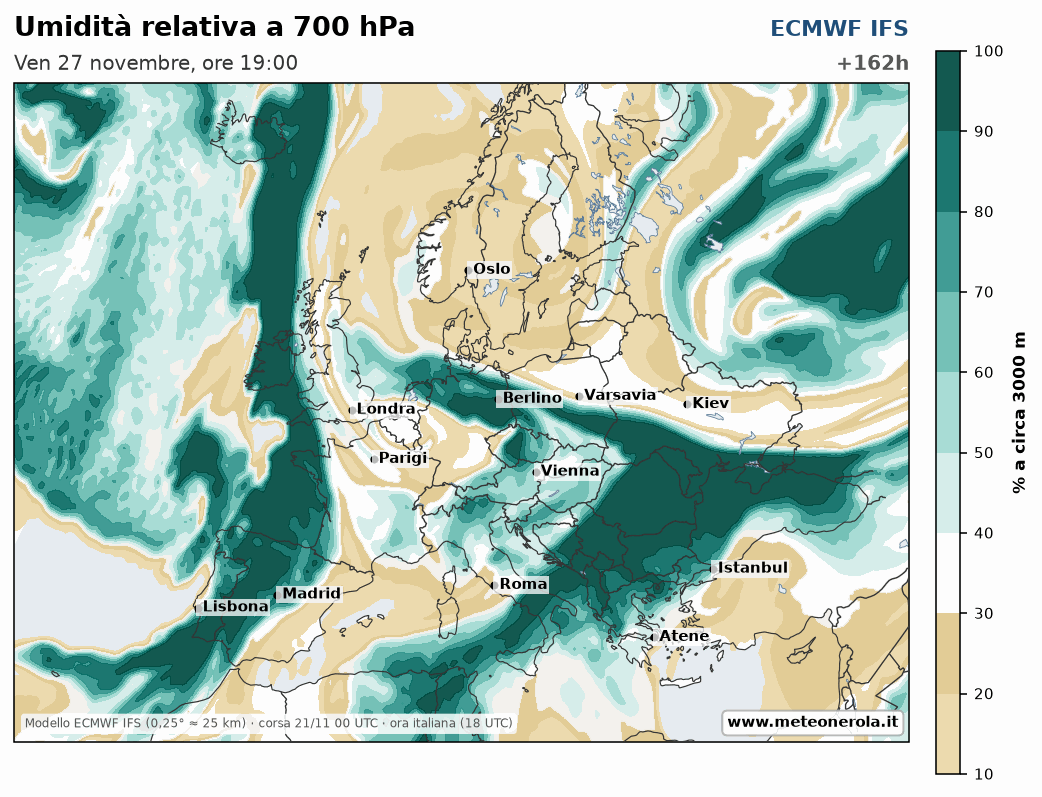 Umidità relativa a 700 hPa
ECMWF IFS
Ven 27 novembre, ore 19:00
+162h
100
90
80
70
60
50
40
30
20
10
% a circa 3000 m
Oslo
Berlino
Varsavia
Kiev
Londra
Parigi
Vienna
Istanbul
Roma
Madrid
Lisbona
Atene
Modello ECMWF IFS (0,25° ≈ 25 km) · corsa 21/11 00 UTC · ora italiana (18 UTC)
www.meteonerola.it